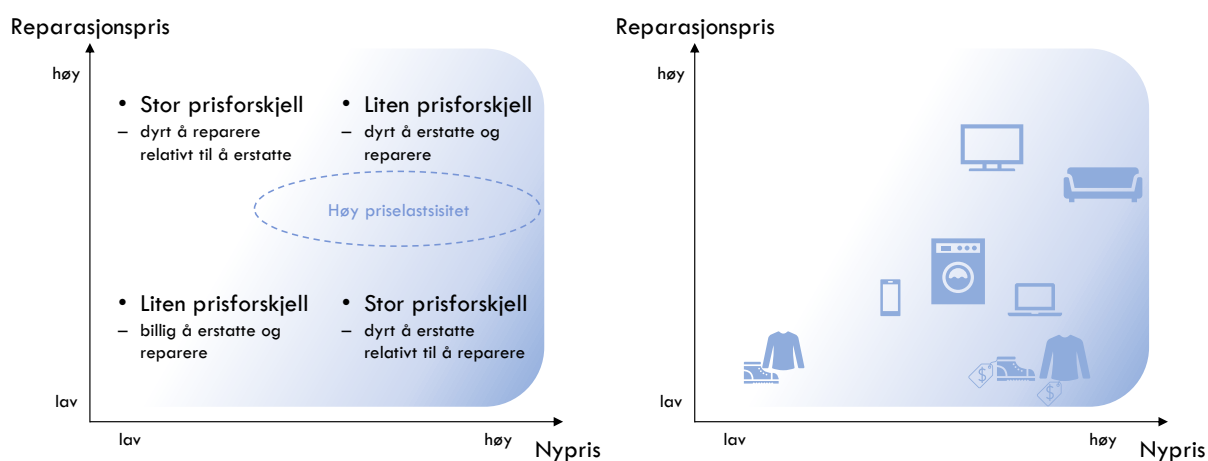 Reparasjonspris
høy
• Stor prisforskjell
– dyrt å reparere
relativt til å erstatte
• Liten prisforskjell
– dyrt å erstatte og
reparere
Høy priselastsisitet
• Liten prisforskjell
– billig å erstatte og
reparere
• Stor prisforskjell
– dyrt å erstatte
relativt til å reparere
lav
lav
høy
Nypris
Reparasjonspris
høy
$
$
lav
lav
høy
Nypris